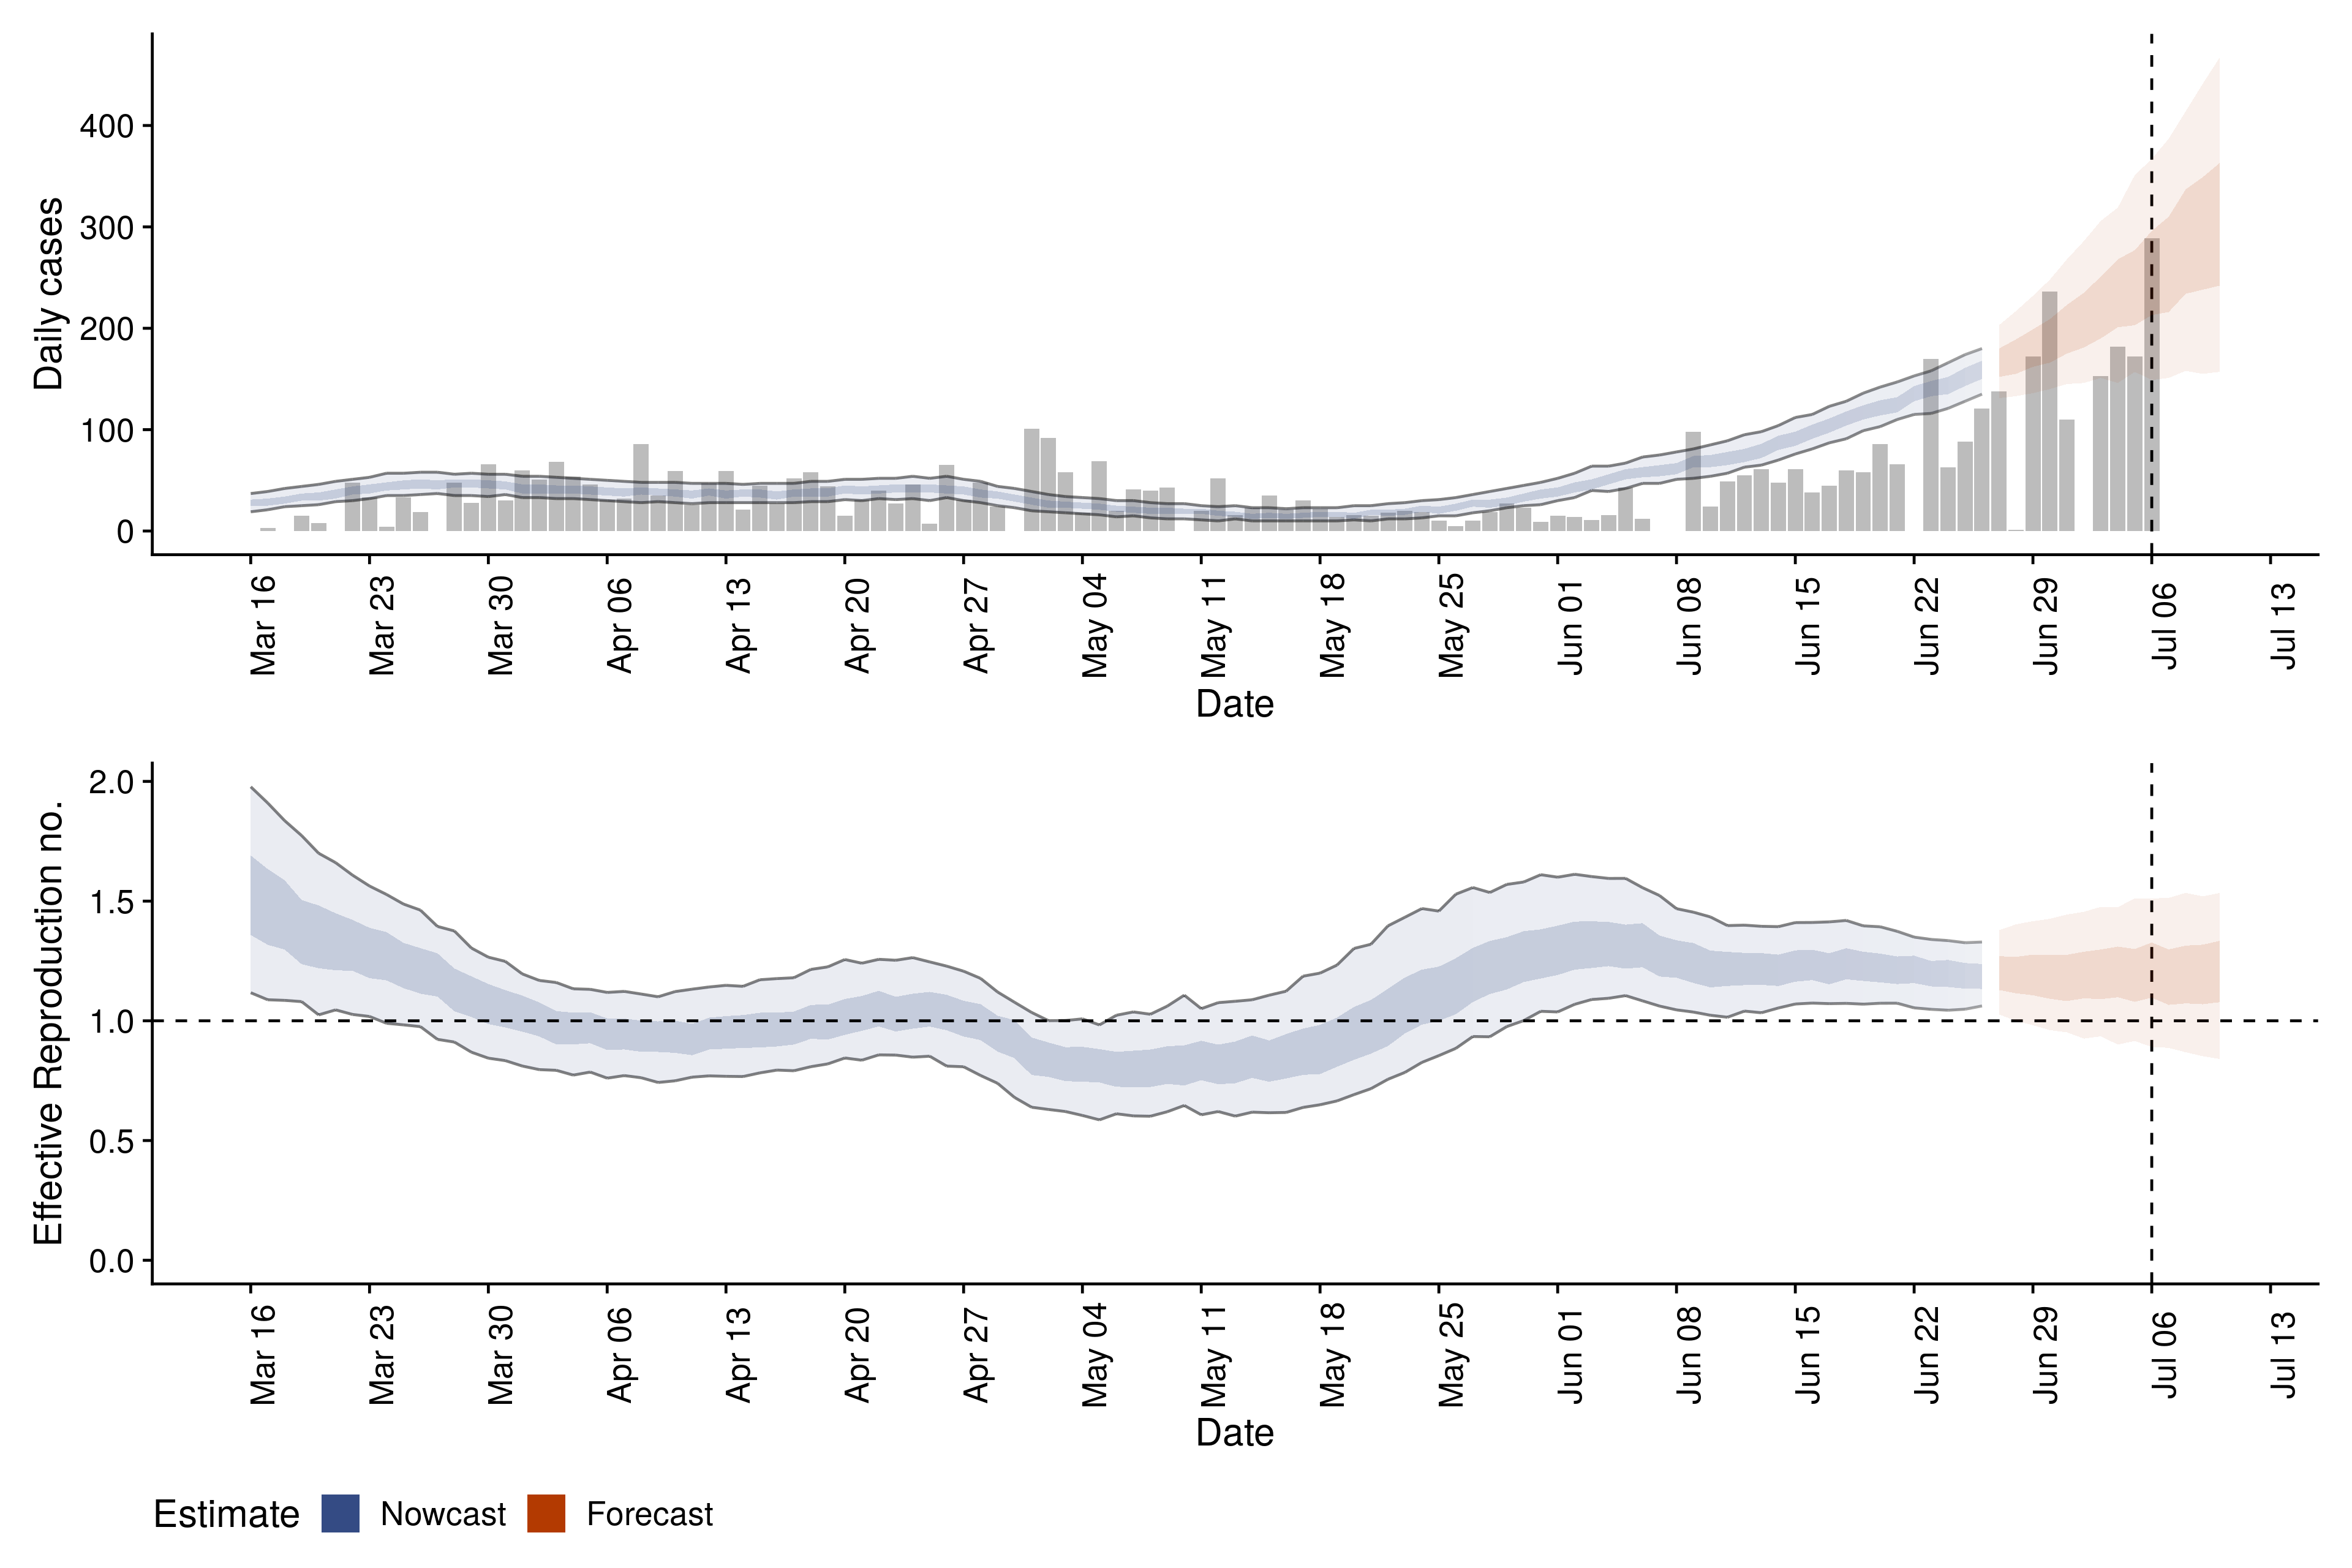 Daily cases
400
300
200
100
0
Mar 16 Mar 23 Mar 30 Apr 06 Apr 13 Apr 20 Apr 27 May 04 May 11 May 18 May 25 Jun 01 Jun 08 Jun 15 Jun 22 Jun 29 Jul 06 Jul 13
Date
Effective Reproduction no.
2.0
1.5
1.0
0.5
0.0
Mar 16 Mar 23 Mar 30 Apr 06 Apr 13 Apr 20 Apr 27 May 04 May 11 May 18 May 25 Jun 01 Jun 08 Jun 15 Jun 22 Jun 29 Jul 06 Jul 13
Date
Estimate Nowcast Forecast